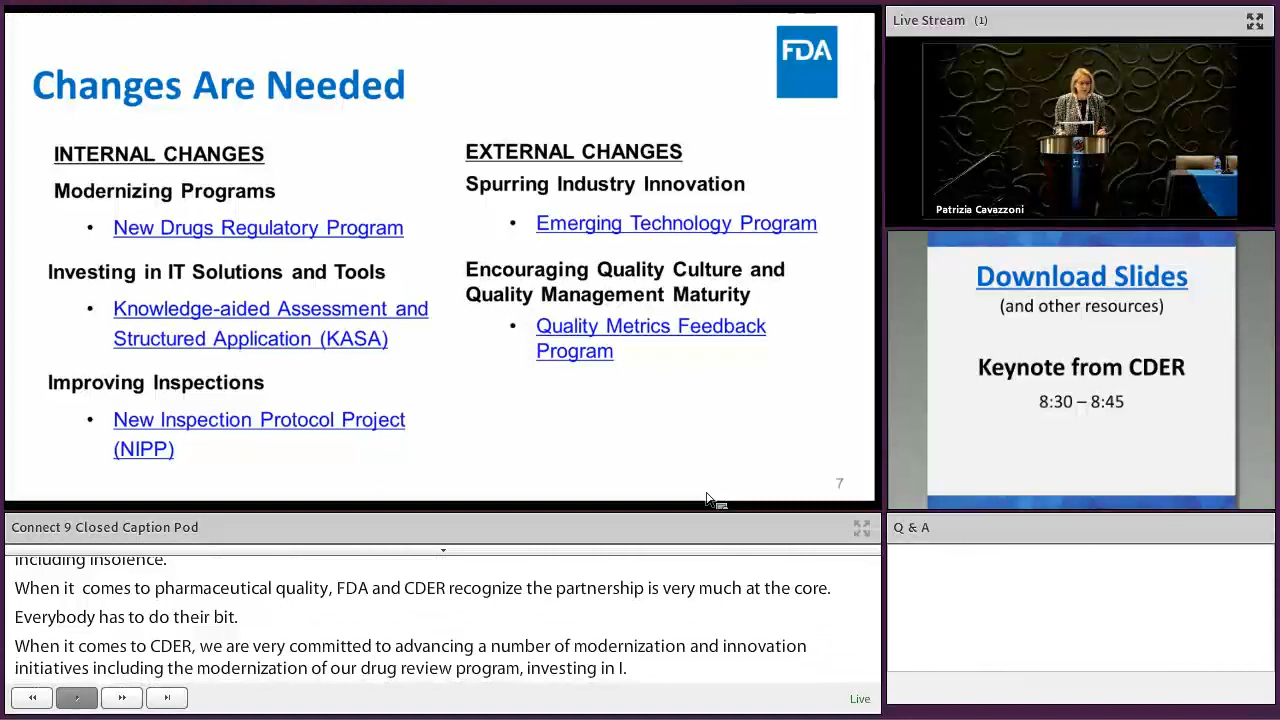 FDA
Changes Are Needed
INTERNAL CHANGES
Modernizing Programs
• New Drugs Regulatory Program
Investing in IT Solutions and Tools
• Knowledge-aided Assessment and
Structured Application (KASA)
Improving Inspections
• New Inspection Protocol Project
(NIPP)
EXTERNAL CHANGES
Spurring Industry Innovation
• Emerging Technology Program
Encouraging Quality Culture and
Quality Management Maturity
• Quality Metrics Feedback
Program
7
Live Stream (1)
Patrizia Cavazzoni
Download Slides
(and other resources)
Keynote from CDER
8:30 – 8:45
Connect 9 Closed Caption Pod
including insolence.
When it comes to pharmaceutical quality, FDA and CDER recognize the partnership is very much at the core.
Everybody has to do their bit.
When it comes to CDER, we are very committed to advancing a number of modernization and innovation
initiatives including the modernization of our drug review program, investing in I.
Live
Q & A